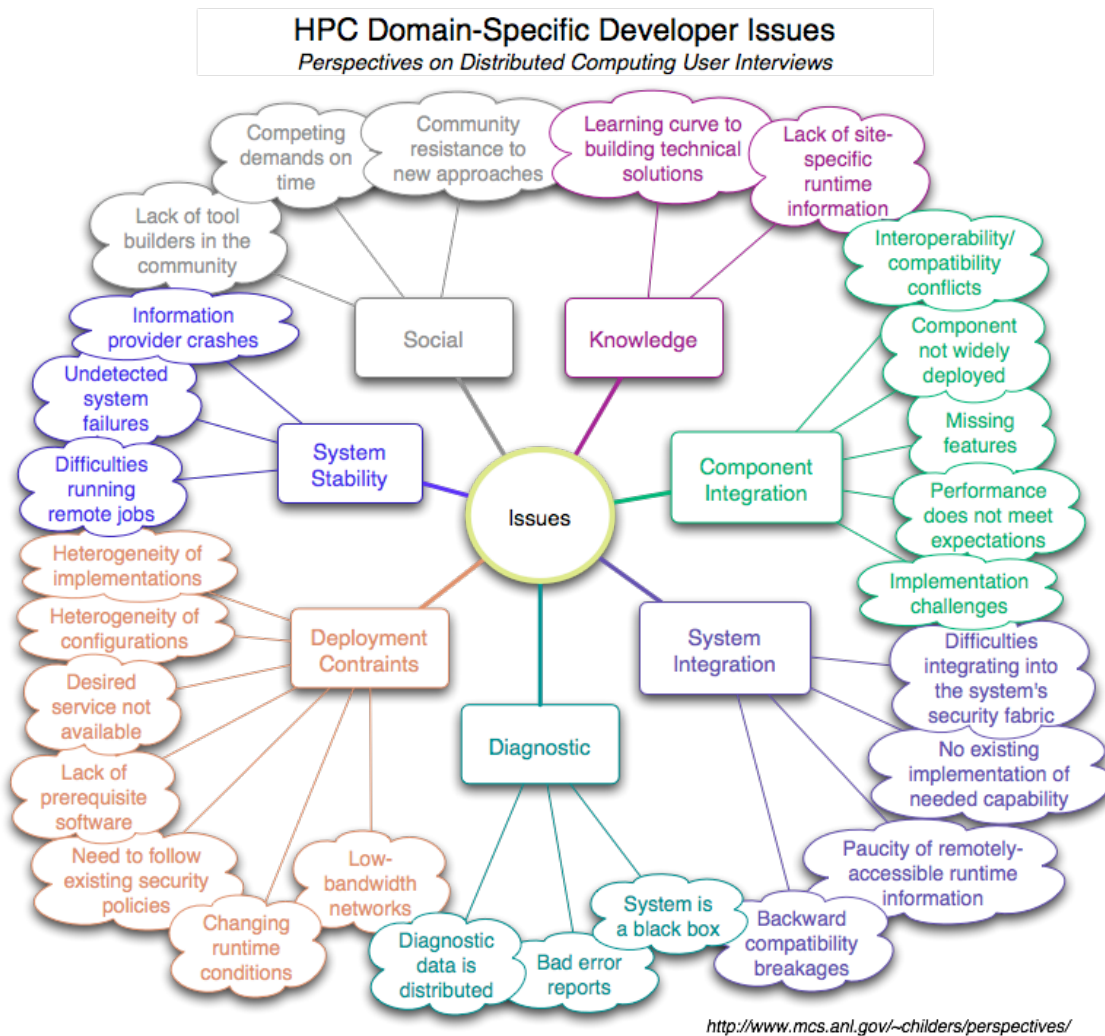 HPC Domain-Specific Developer Issues
Perspectives on Distributed Computing User Interviews
Competing
demands on
time
Community
resistance to
new approaches
Learning curve to
building technical
solutions
Lack of site-
specific
runtime
information
Lack of tool
builders in the
community
Interoperability/
compatibility
conflicts
Information
provider crashes
Social
Knowledge
Component
not widely
deployed
Undetected
system
failures
System
Stability
Component
Integration
Missing
features
Difficulties
running
remote jobs
Issues
Performance
does not meet
expectations
Heterogeneity of
implementations
Implementation
challenges
Heterogeneity of
configurations
Deployment
Contraints
System
Integration
Difficulties
integrating into
the system's
security fabric
Desired
service not
available
Diagnostic
No existing
implementation of
needed capability
Lack of
prerequisite
software
Need to follow
existing security
policies
Low-
bandwidth
networks
Paucity of remotely-
accessible runtime
information
Changing
runtime
conditions
Diagnostic
data is
distributed
Bad error
reports
System is
a black box
Backward
compatibility
breakages
http://www.mcs.anl.gov/~childers/perspectives/